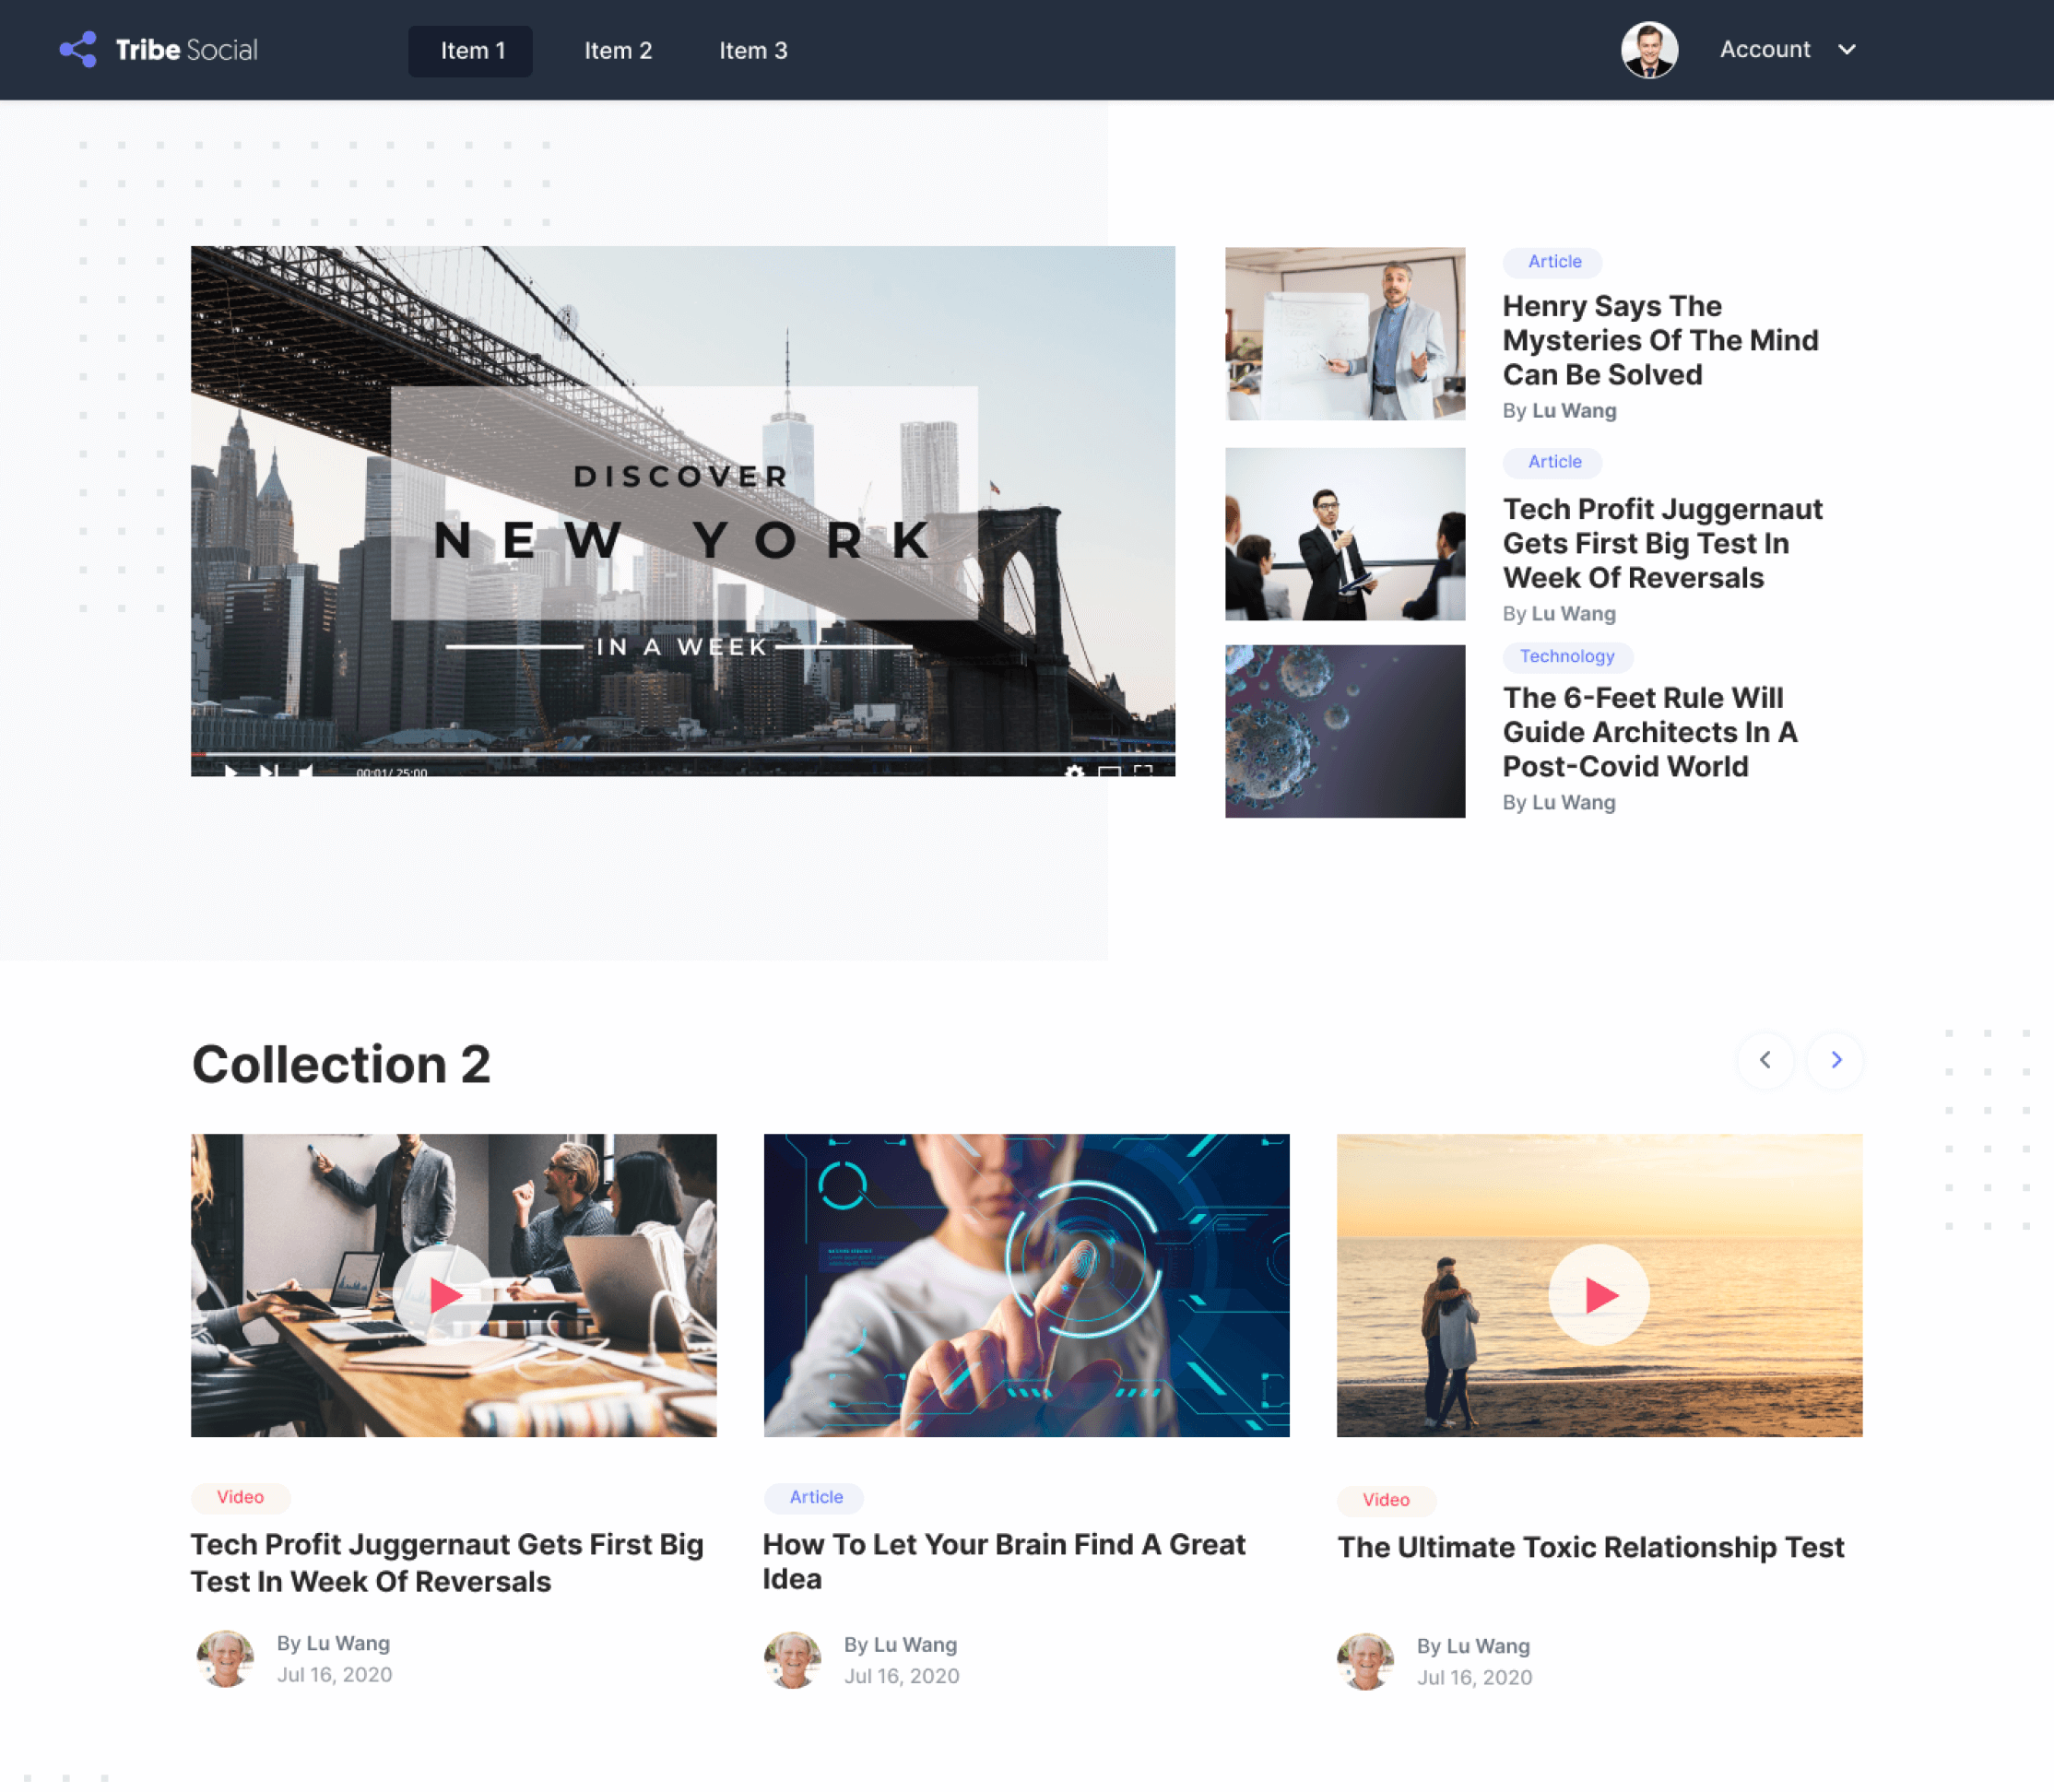 Tribe Social
Item 1
Item 2
Item 3
Account
DISCOVER
NEW YORK
IN A WEEK
00:01/ 25:00
Article
Henry Says The
Mysteries Of The Mind
Can Be Solved
By Lu Wang
Article
Tech Profit Juggernaut
Gets First Big Test In
Week Of Reversals
By Lu Wang
Technology
The 6-Feet Rule Will
Guide Architects In A
Post-Covid World
By Lu Wang
Collection 2
Video
Tech Profit Juggernaut Gets First Big
Test In Week Of Reversals
By Lu Wang
Jul 16, 2020
Article
How To Let Your Brain Find A Great
Idea
By Lu Wang
Jul 16, 2020
Video
The Ultimate Toxic Relationship Test
By Lu Wang
Jul 16, 2020